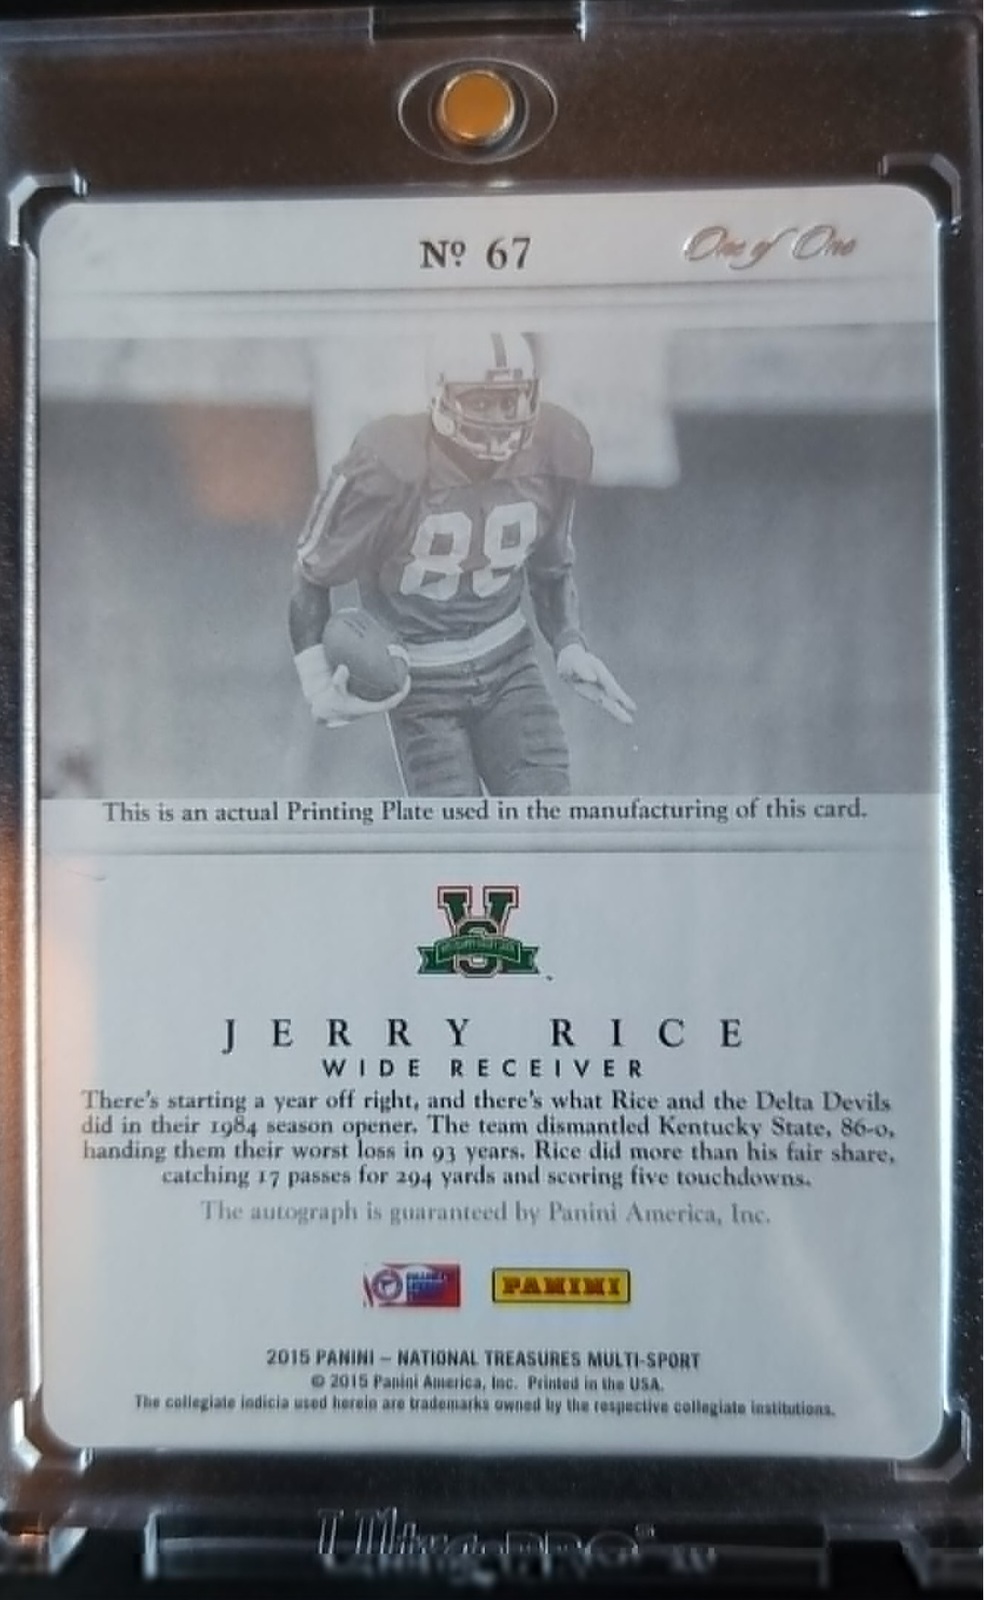 Nº 67
One of One
88
This is an actual Printing Plate used in the manufacturing of this card.
VS
JERRY RICE
WIDE RECEIVER
There's starting a year off right, and there's what Rice and the Delta Devils
did in their 1984 season opener. The team dismantled Kentucky State, 86-0,
handing them their worst loss in 93 years. Rice did more than his fair share,
catching 17 passes for 294 yards and scoring five touchdowns.
The autograph is guaranteed by Panini America, Inc.
PANINI
2015 PANINI – NATIONAL TREASURES MULTI-SPORT
© 2015 Panini America, Inc. Printed in the USA.
The collegiate indicia used herein are trademarks owned by the respective collegiate institutions.
Ultra PRO®